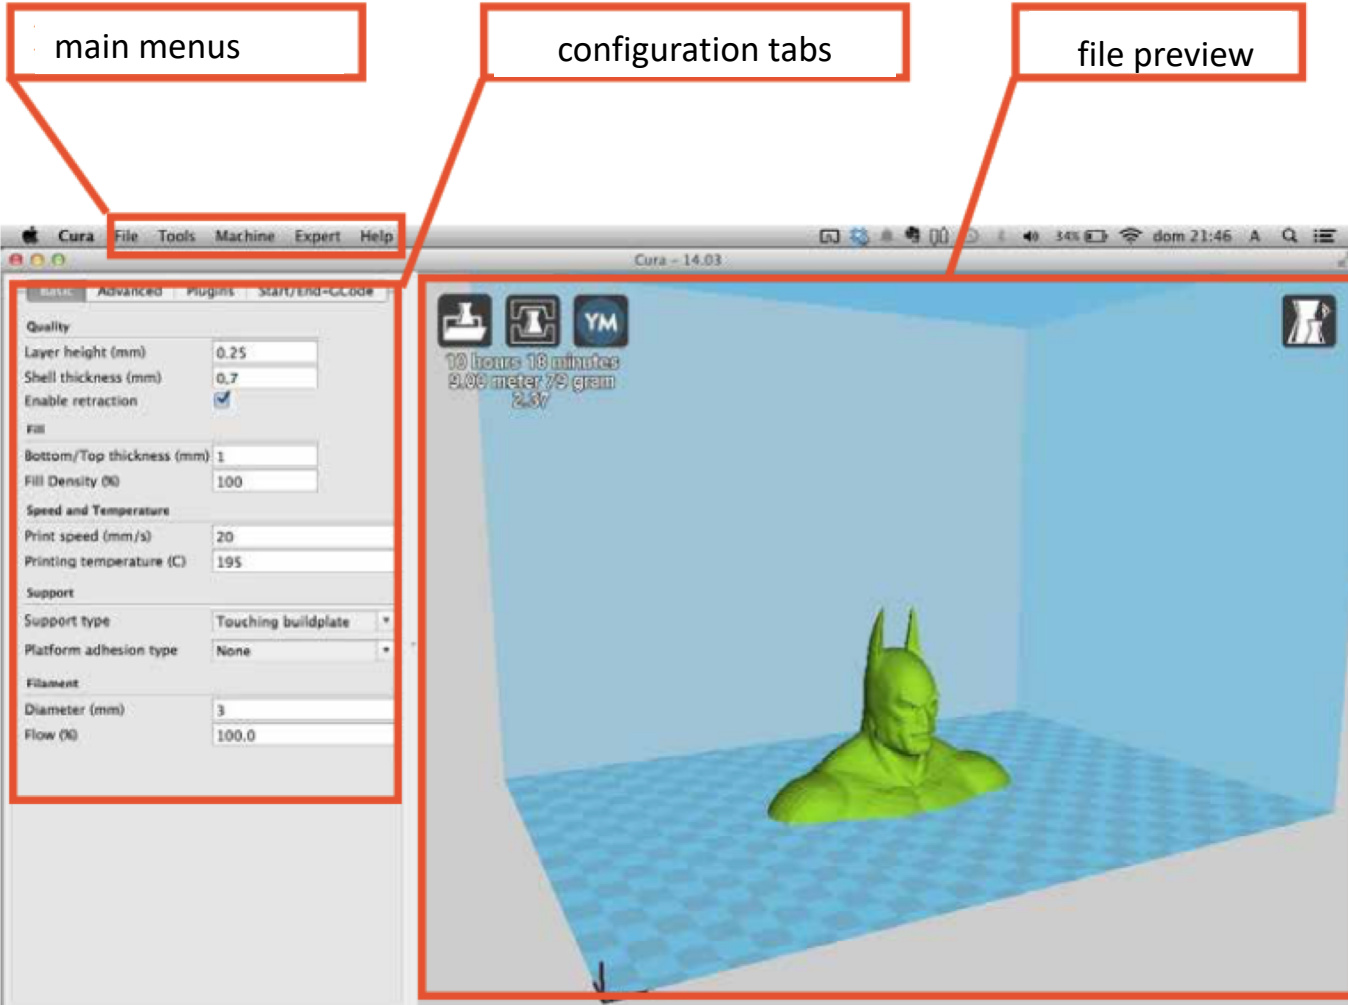 main menus
configuration tabs
file preview
Cura File Tools Machine Expert Help
34% dom 21:46 A
Cura - 14.03
Basic Advanced Plugins Start/End-GCode
Quality
Layer height (mm) 0.25
Shell thickness (mm) 0.7
Enable retraction
Fill
Bottom/Top thickness (mm) 1
Fill Density (%) 100
Speed and Temperature
Print speed (mm/s) 20
Printing temperature (C) 195
Support
Support type Touching buildplate
Platform adhesion type None
Filament
Diameter (mm) 3
Flow (%) 100.0
YM
10 hours 18 minutes
9.00 meter 79 gram
2.37